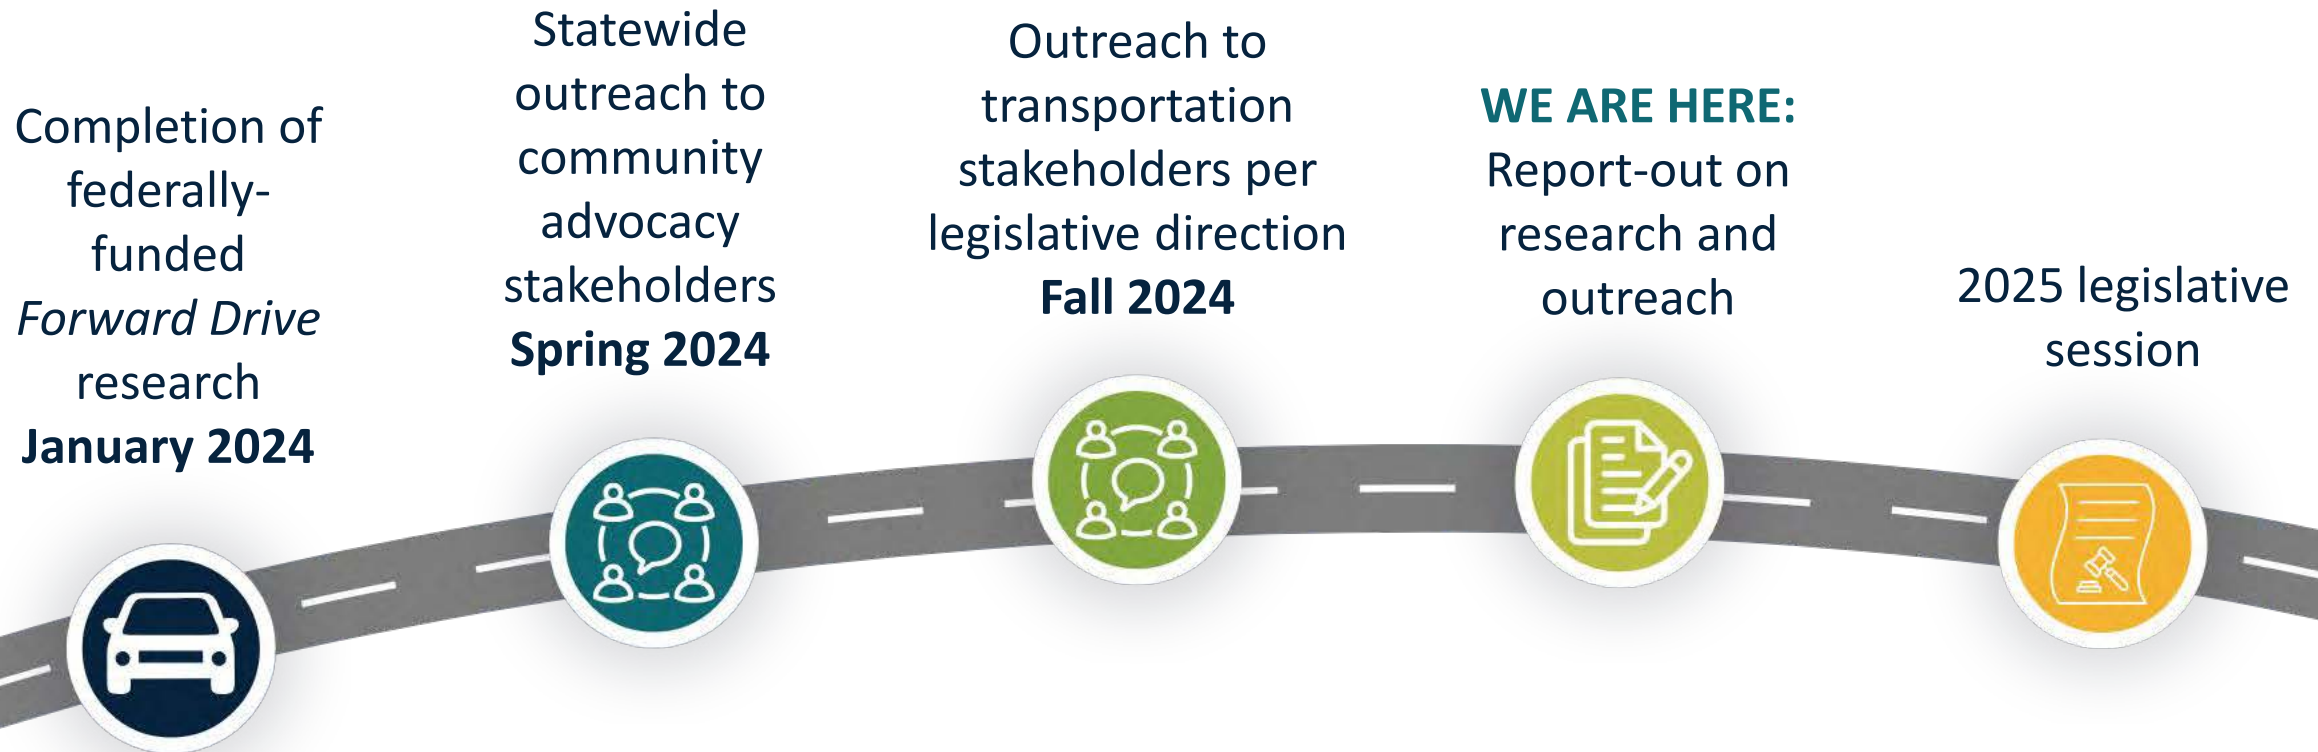 Completion of
federally-
funded
Forward Drive
research
January 2024
Statewide
outreach to
community
advocacy
stakeholders
Spring 2024
Outreach to
transportation
stakeholders per
legislative direction
Fall 2024
WE ARE HERE:
Report-out on
research and
outreach
2025 legislative
session